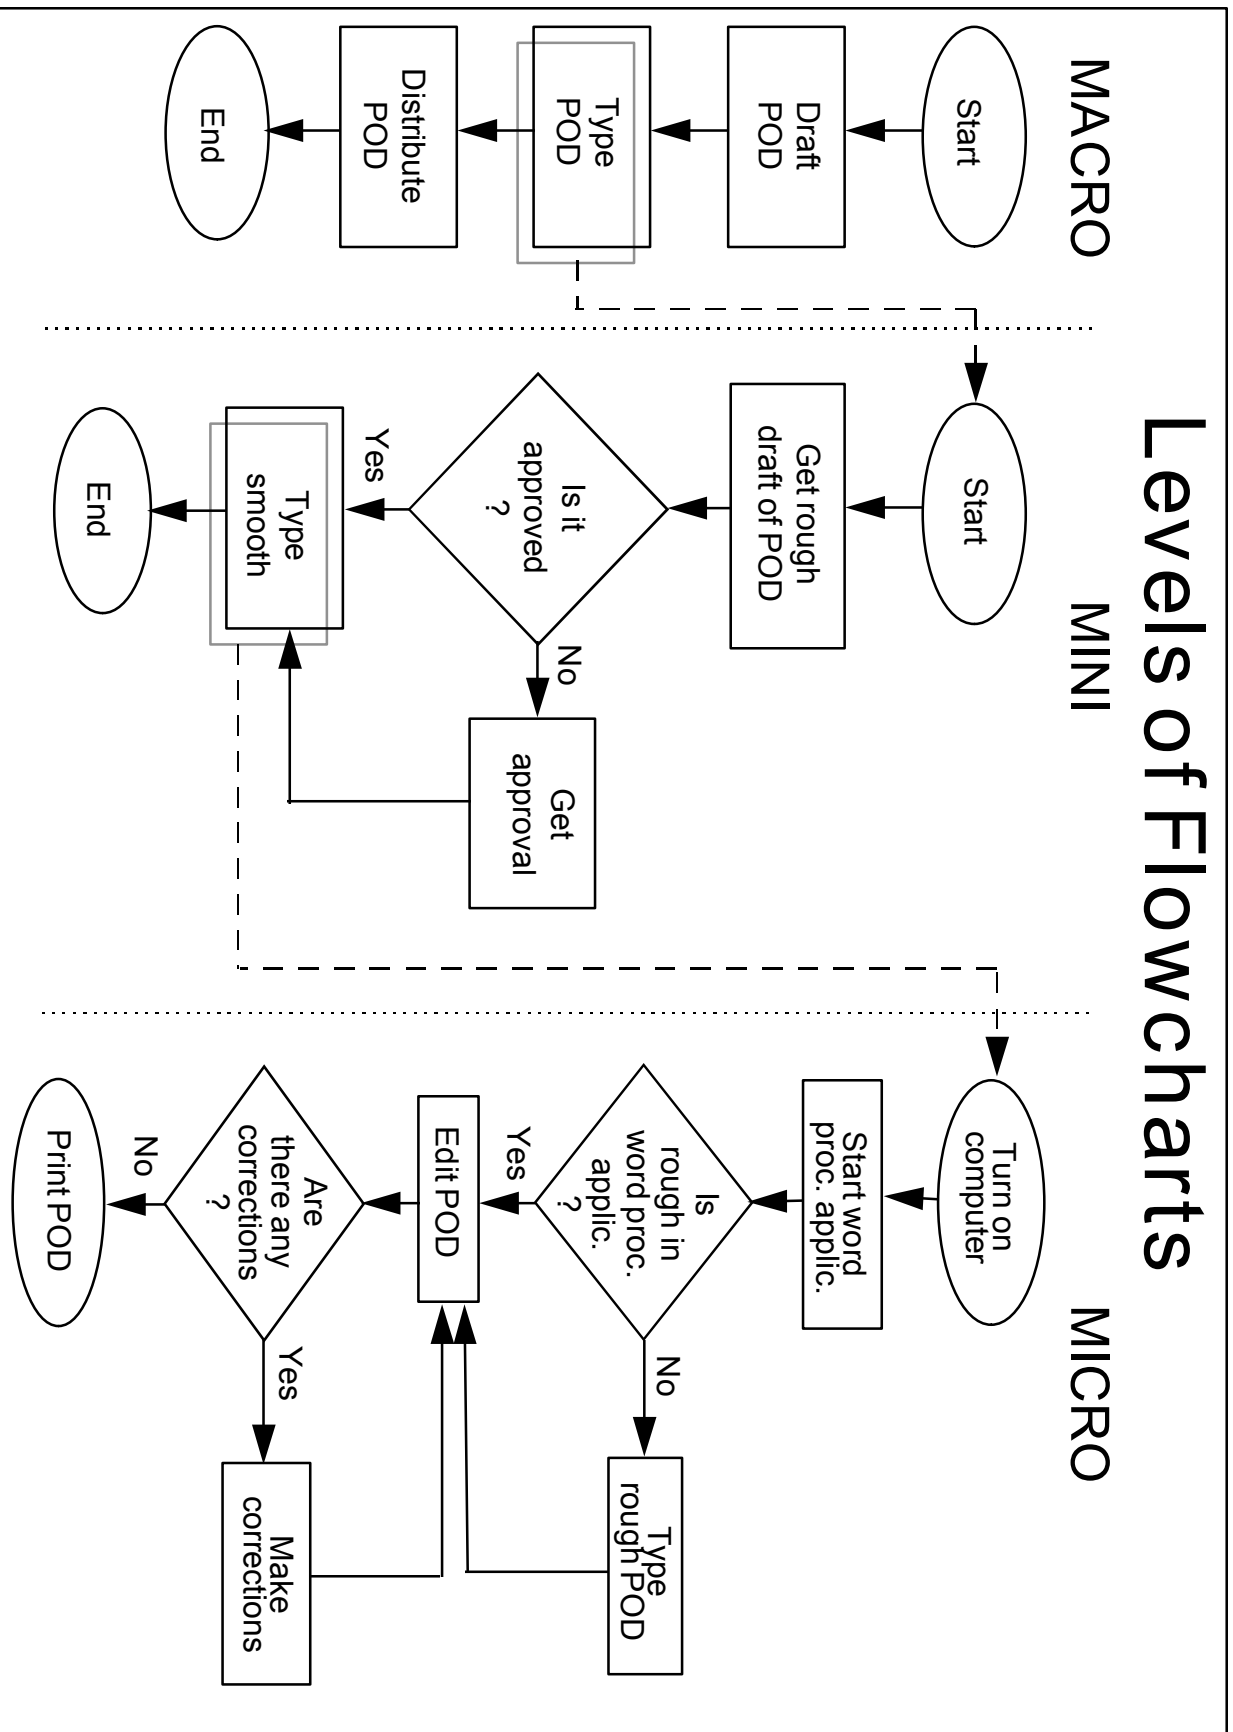 Levels of Flowcharts
MACRO
Start
Draft
POD
Type
POD
Distribute
POD
End
MINI
Start
Get rough
draft of POD
Is it
approved
?
No
Get
approval
Yes
Type
smooth
End
MICRO
Turn on
computer
Start word
proc. applic.
Is
rough in
word proc.
applic.
?
No
Type
rough POD
Yes
Edit POD
Are
there any
corrections
?
Yes
Make
corrections
No
Print POD